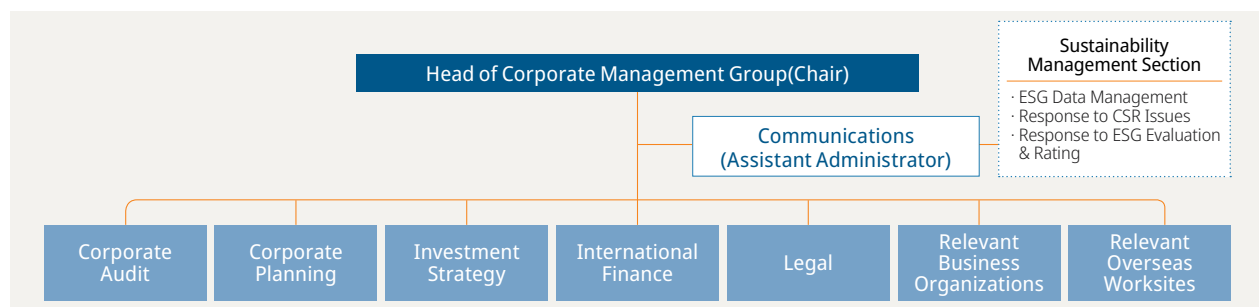 Head of Corporate Management Group(Chair)
Sustainability
Management Section
· ESG Data Management
· Response to CSR Issues
· Response to ESG Evaluation
& Rating
Communications
(Assistant Administrator)
Corporate
Audit
Corporate
Planning
Investment
Strategy
International
Finance
Legal
Relevant
Business
Organizations
Relevant
Overseas
Worksites